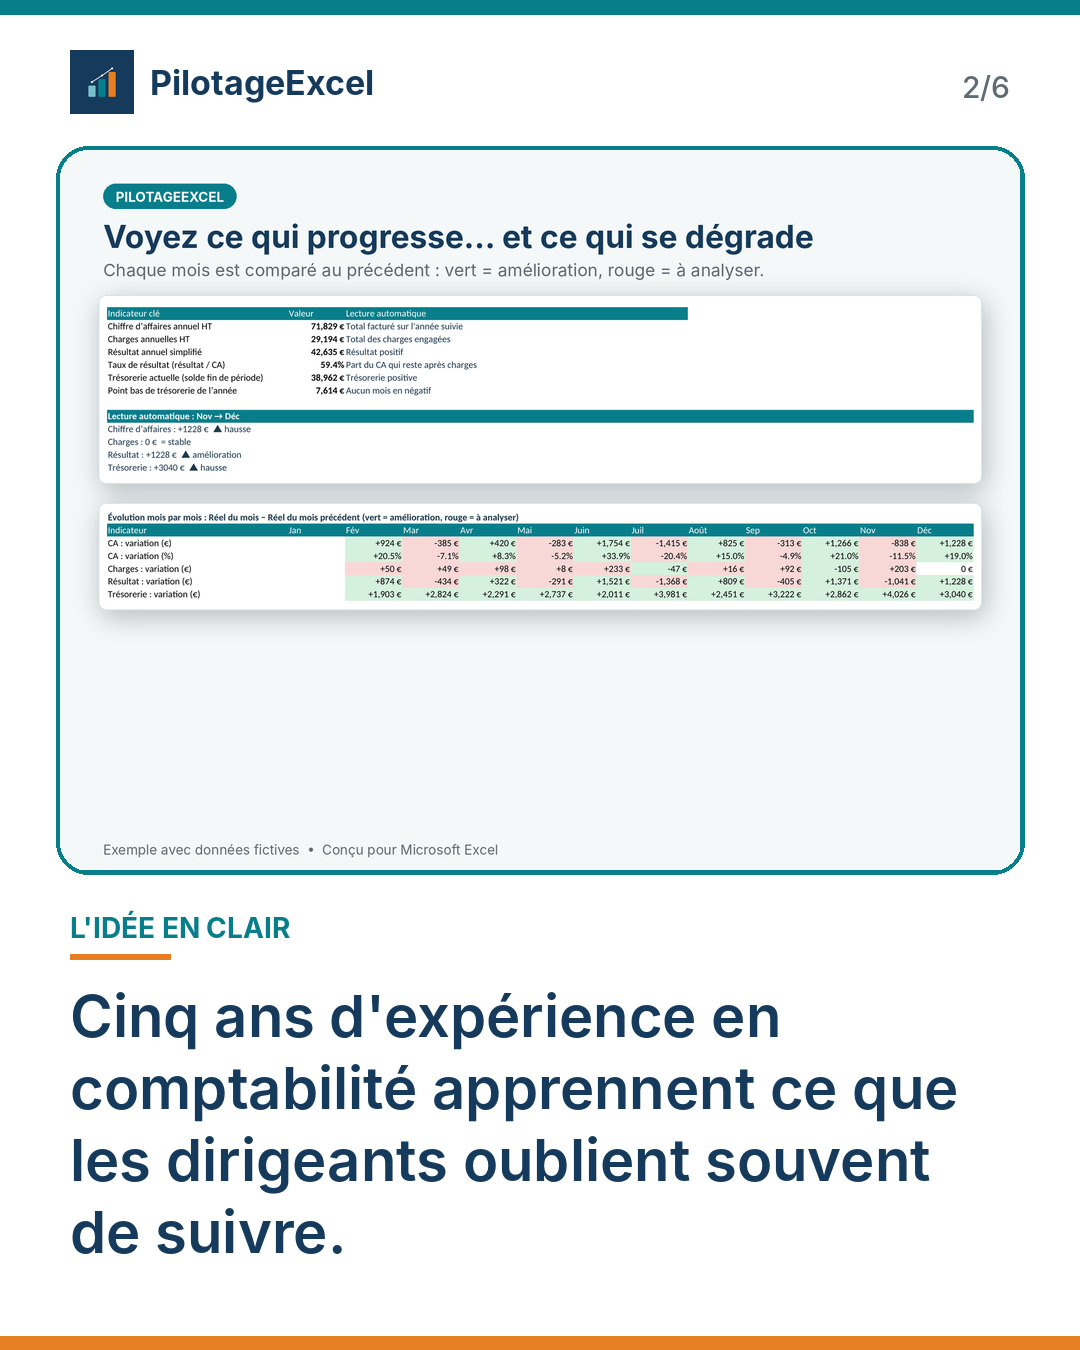 PilotageExcel
2/6
PILOTAGEEXCEL
Voyez ce qui progresse... et ce qui se dégrade
Chaque mois est comparé au précédent : vert = amélioration, rouge = à analyser.
Indicateur clé Valeur Lecture automatique
Chiffre d'affaires annuel HT 71,829 € Total facturé sur l'année suivie
Charges annuelles HT 29,194 € Total des charges engagées
Résultat annuel simplifié 42,635 € Résultat positif
Taux de résultat (résultat / CA) 59.4% Part du CA qui reste après charges
Trésorerie actuelle (solde fin de période) 38,962 € Trésorerie positive
Point bas de trésorerie de l'année 7,614 € Aucun mois en négatif
Lecture automatique : Nov → Déc
Chiffre d'affaires : +1228 € ▲ hausse
Charges : 0 € = stable
Résultat : +1228 € ▲ amélioration
Trésorerie : +3040 € ▲ hausse
Évolution mois par mois : Réel du mois – Réel du mois précédent (vert = amélioration, rouge = à analyser)
Indicateur Jan Fév Mar Avr Mai Juin Juil Août Sep Oct Nov Déc
CA : variation (€) +924 € -385 € +420 € -283 € +1,754 € -1,415 € +825 € -313 € +1,266 € -838 € +1,228 €
CA : variation (%) +20.5% -7.1% +8.3% -5.2% +33.9% -20.4% +15.0% -4.9% +21.0% -11.5% +19.0%
Charges : variation (€) +50 € +49 € +98 € +8 € +233 € -47 € +16 € +92 € -105 € +203 € 0 €
Résultat : variation (€) +874 € -434 € +322 € -291 € +1,521 € -1,368 € +809 € -405 € +1,371 € -1,041 € +1,228 €
Trésorerie : variation (€) +1,903 € +2,824 € +2,291 € +2,737 € +2,011 € +3,981 € +2,451 € +3,222 € +2,862 € +4,026 € +3,040 €
Exemple avec données fictives • Conçu pour Microsoft Excel
L'IDÉE EN CLAIR
Cinq ans d'expérience en
comptabilité apprennent ce que
les dirigeants oublient souvent
de suivre.